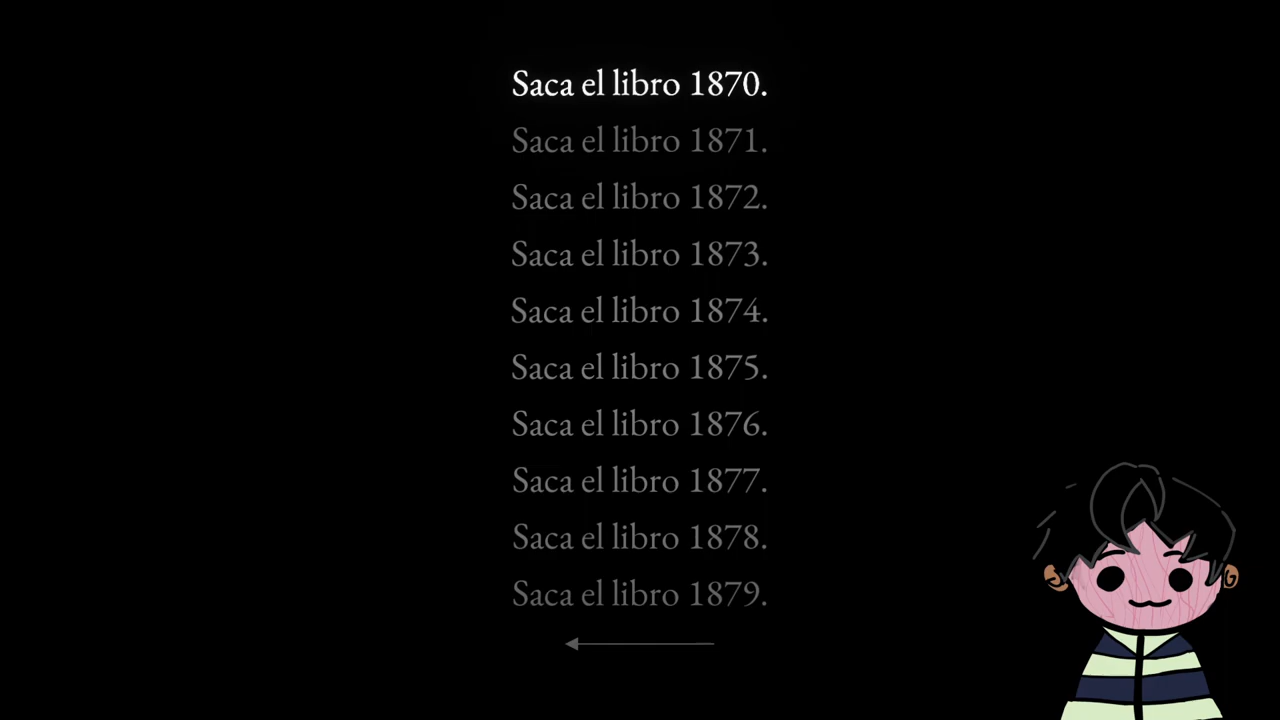 Saca el libro 1870.
Saca el libro 1871.
Saca el libro 1872.
Saca el libro 1873.
Saca el libro 1874.
Saca el libro 1875.
Saca el libro 1876.
Saca el libro 1877.
Saca el libro 1878.
Saca el libro 1879.